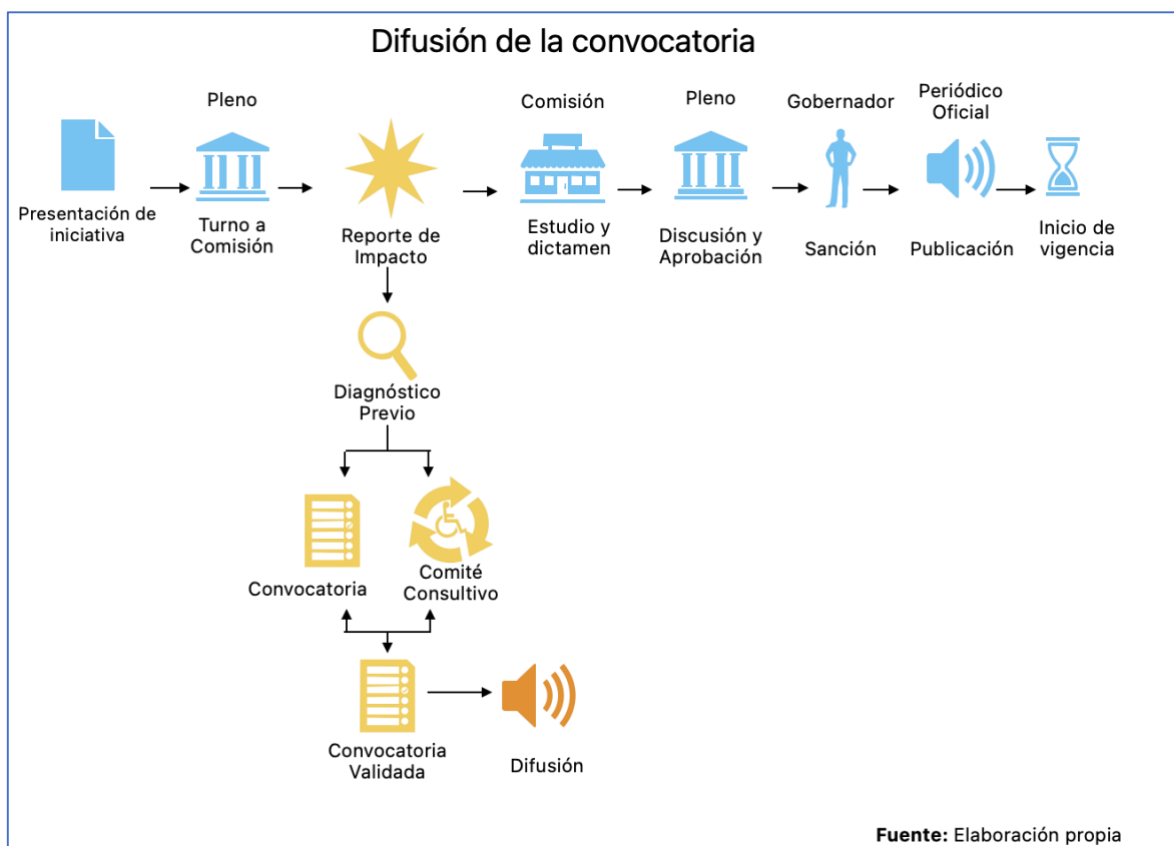 Difusión de la convocatoria
Presentación de
iniciativa
Pleno
Turno a
Comisión
Reporte de
Impacto
Comisión
Estudio y
dictamen
Pleno
Discusión y
Aprobación
Gobernador
Sanción
Periódico
Oficial
Publicación
Inicio de
vigencia
Diagnóstico
Previo
Convocatoria
Comité
Consultivo
Convocatoria
Validada
Difusión
Fuente: Elaboración propia